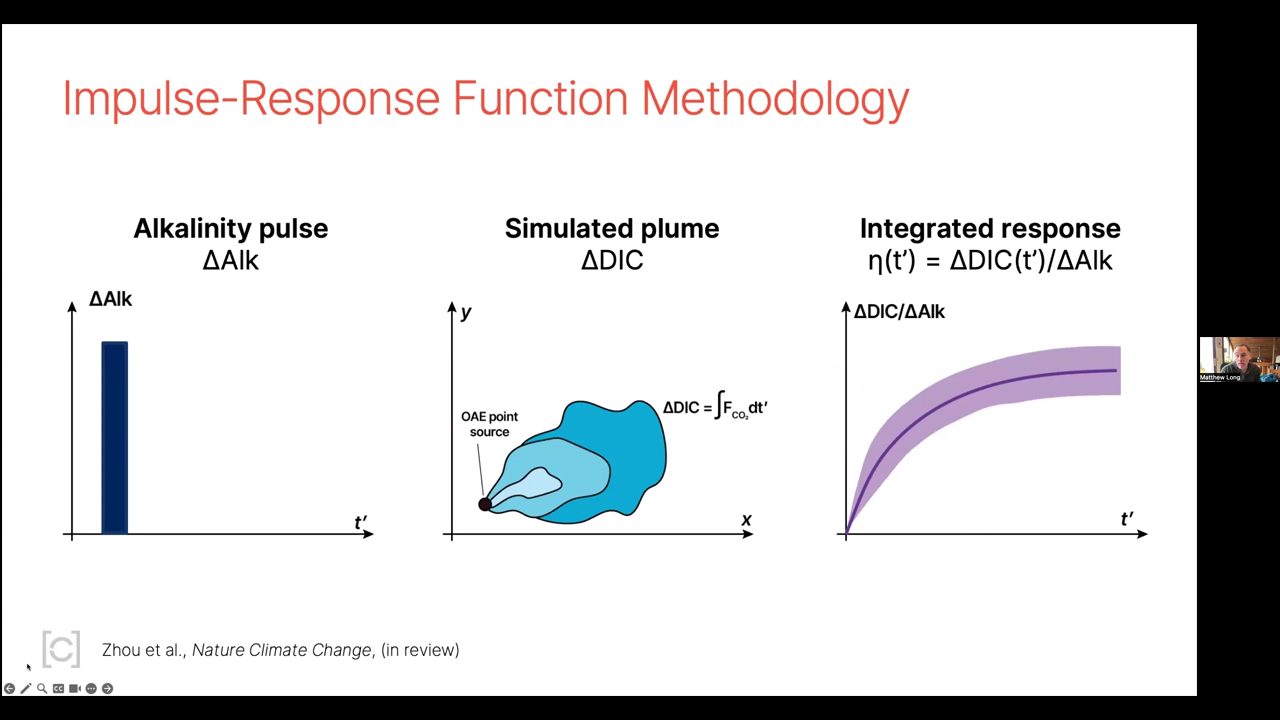 Impulse-Response Function Methodology
Alkalinity pulse
ΔAlk
ΔAlk
t’
Simulated plume
ΔDIC
y
OAE point
source
ΔDIC = ∫F_CO₂ dt’
x
Integrated response
η(t’) = ΔDIC(t’)/ΔAlk
ΔDIC/ΔAlk
t’
[C]
Zhou et al., Nature Climate Change, (in review)
CC
Matthew Long